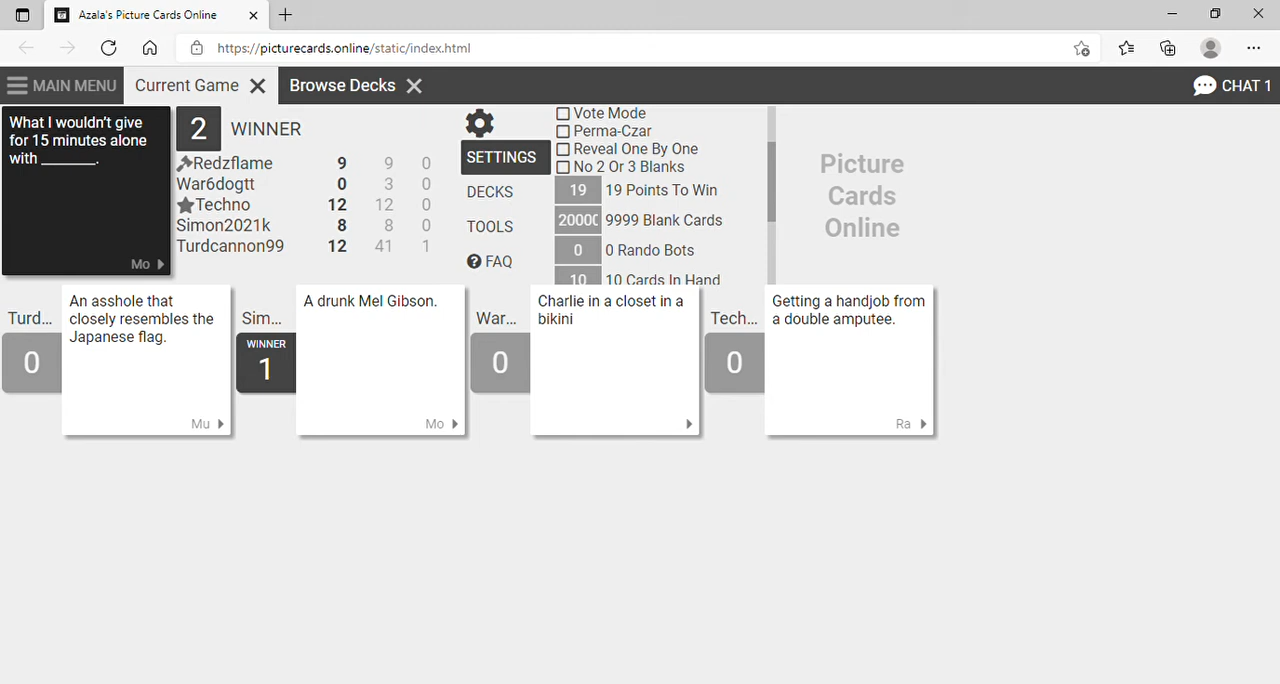 Azala's Picture Cards Online
https://picturecards.online/static/index.html
MAIN MENU
Current Game
Browse Decks
CHAT 1
What I wouldn't give
for 15 minutes alone
with _______.
Mo
2 WINNER
Redzflame 9 9 0
War6dogtt 0 3 0
Techno 12 12 0
Simon2021k 8 8 0
Turdcannon99 12 41 1
SETTINGS
DECKS
TOOLS
? FAQ
Vote Mode
Perma-Czar
Reveal One By One
No 2 Or 3 Blanks
19 19 Points To Win
20000 9999 Blank Cards
0 0 Rando Bots
10 10 Cards In Hand
Picture
Cards
Online
Turd...
0
An asshole that
closely resembles the
Japanese flag.
Mu
Sim...
WINNER
1
A drunk Mel Gibson.
Mo
War...
0
Charlie in a closet in a
bikini
Tech...
0
Getting a handjob from
a double amputee.
Ra